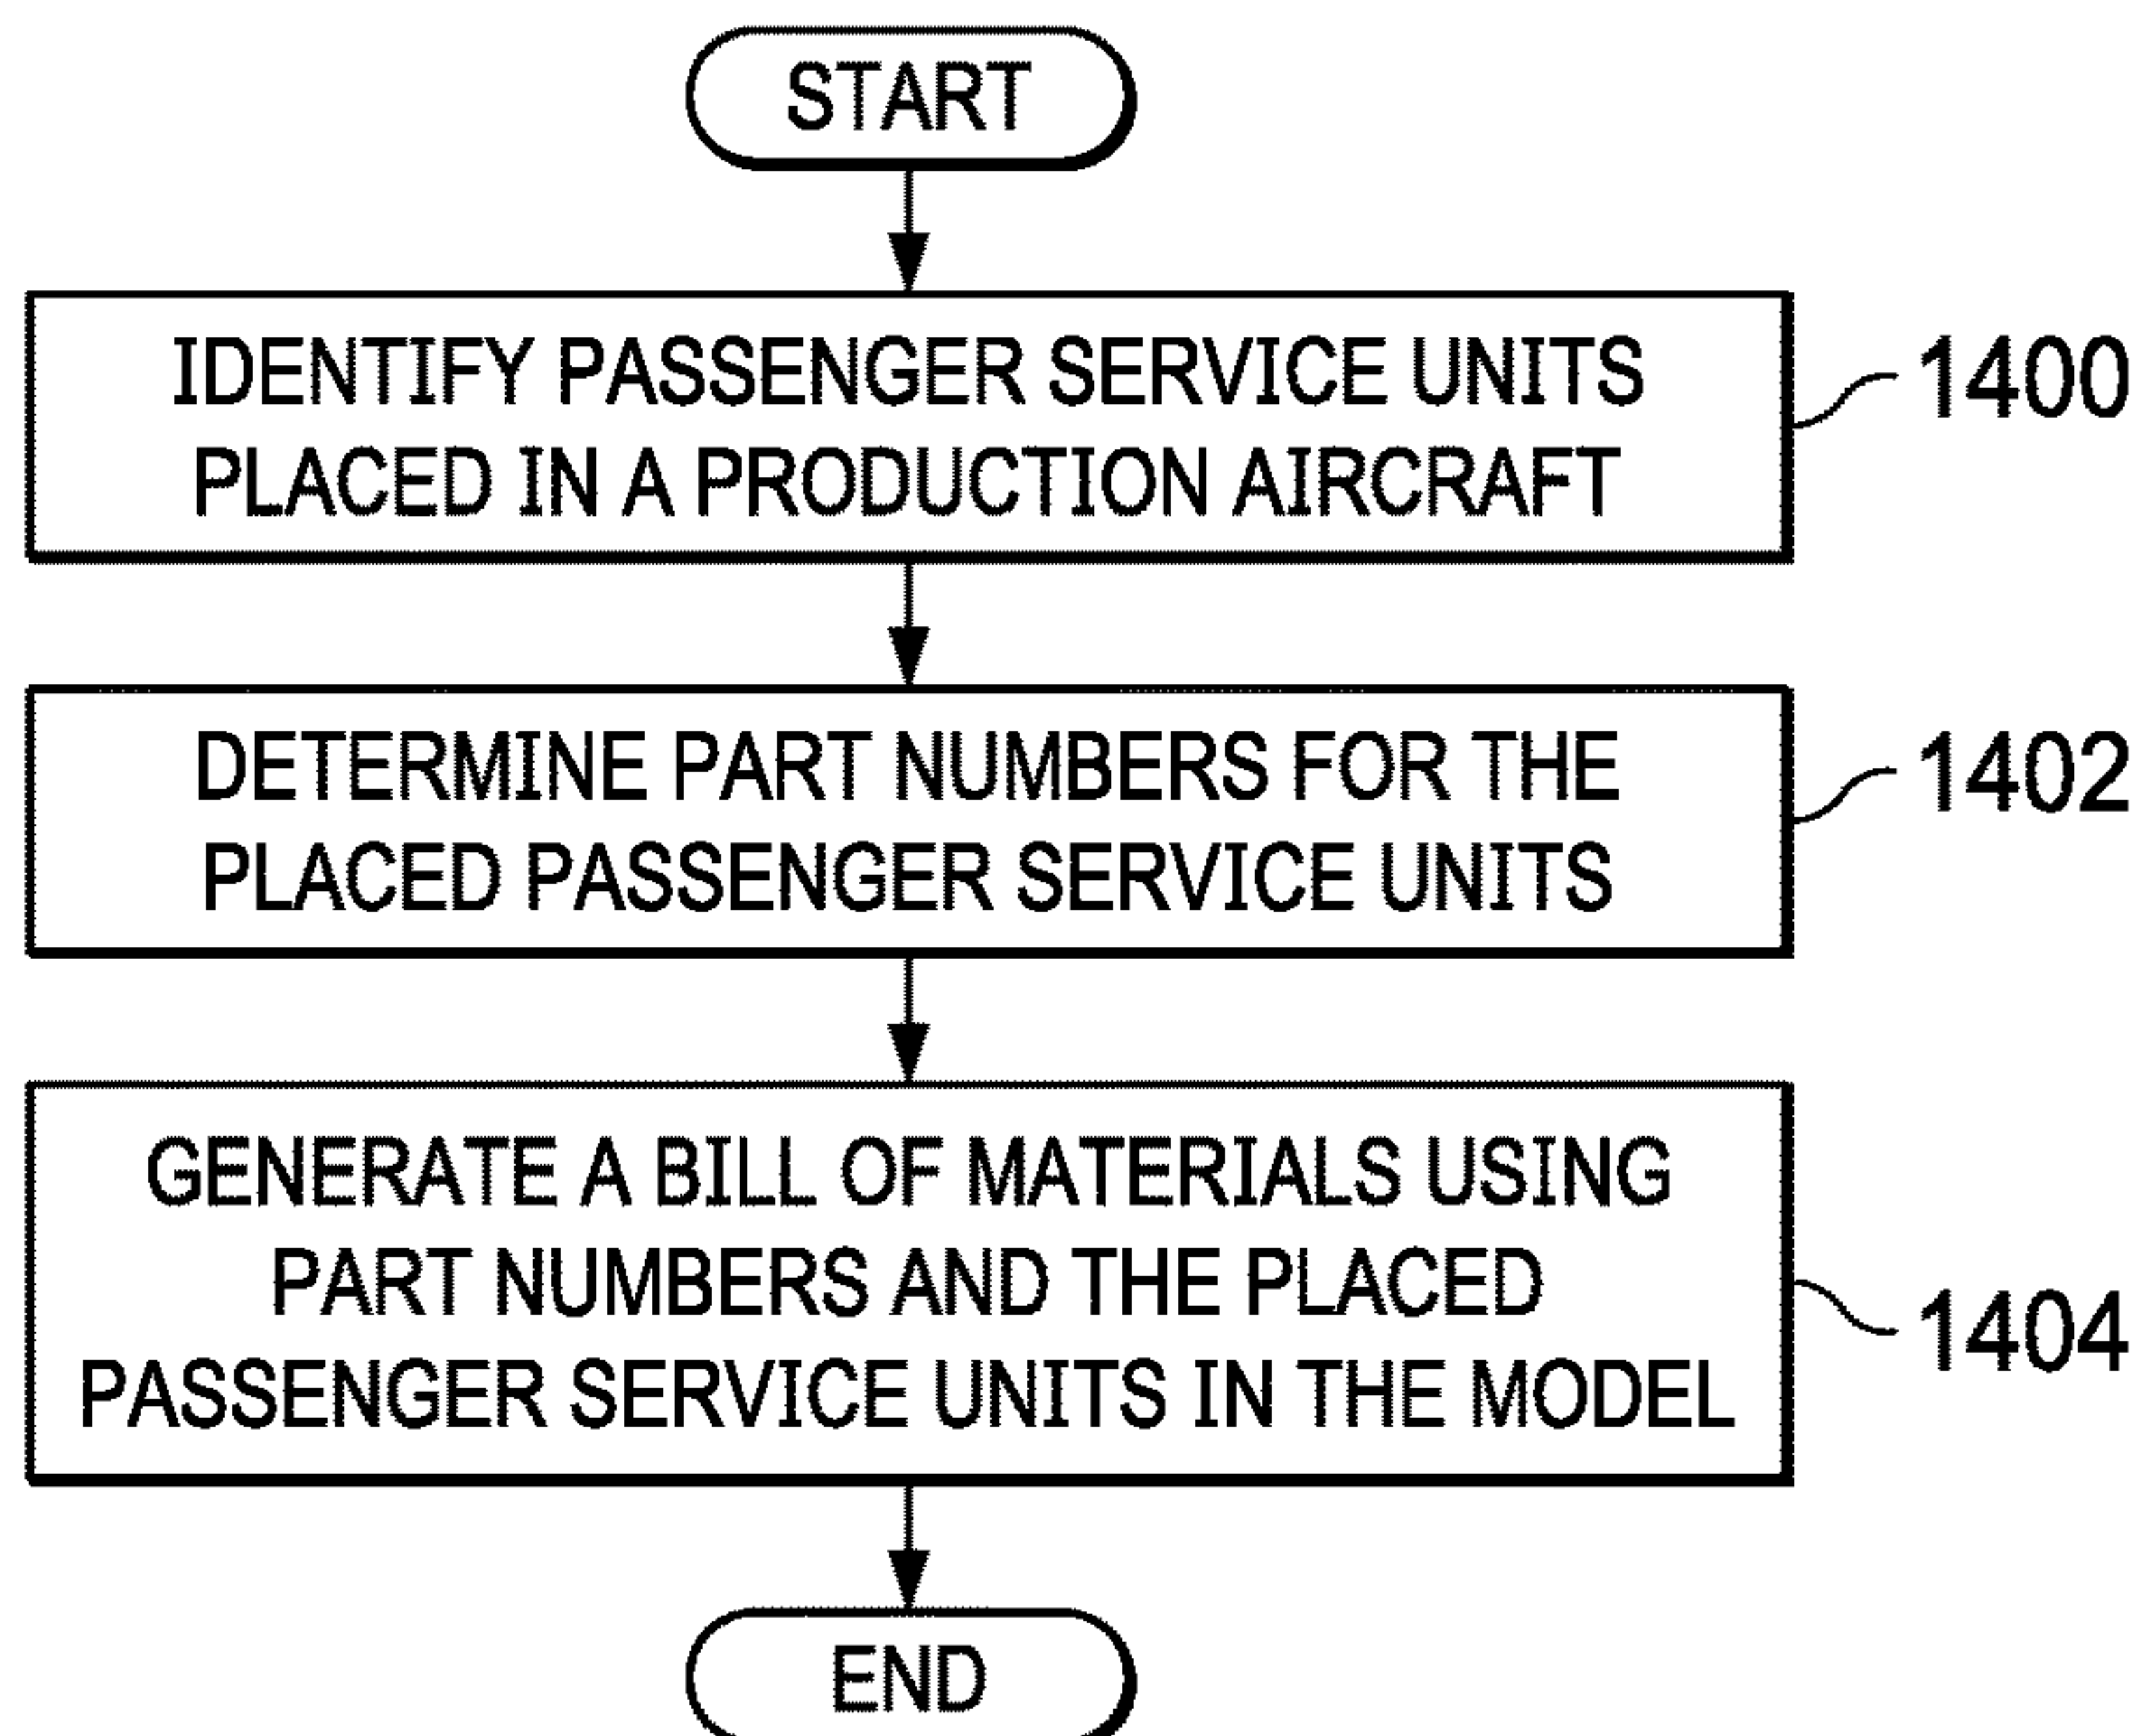 START
IDENTIFY PASSENGER SERVICE UNITS
PLACED IN A PRODUCTION AIRCRAFT
1400
DETERMINE PART NUMBERS FOR THE
PLACED PASSENGER SERVICE UNITS
1402
GENERATE A BILL OF MATERIALS USING
PART NUMBERS AND THE PLACED
PASSENGER SERVICE UNITS IN THE MODEL
1404
END